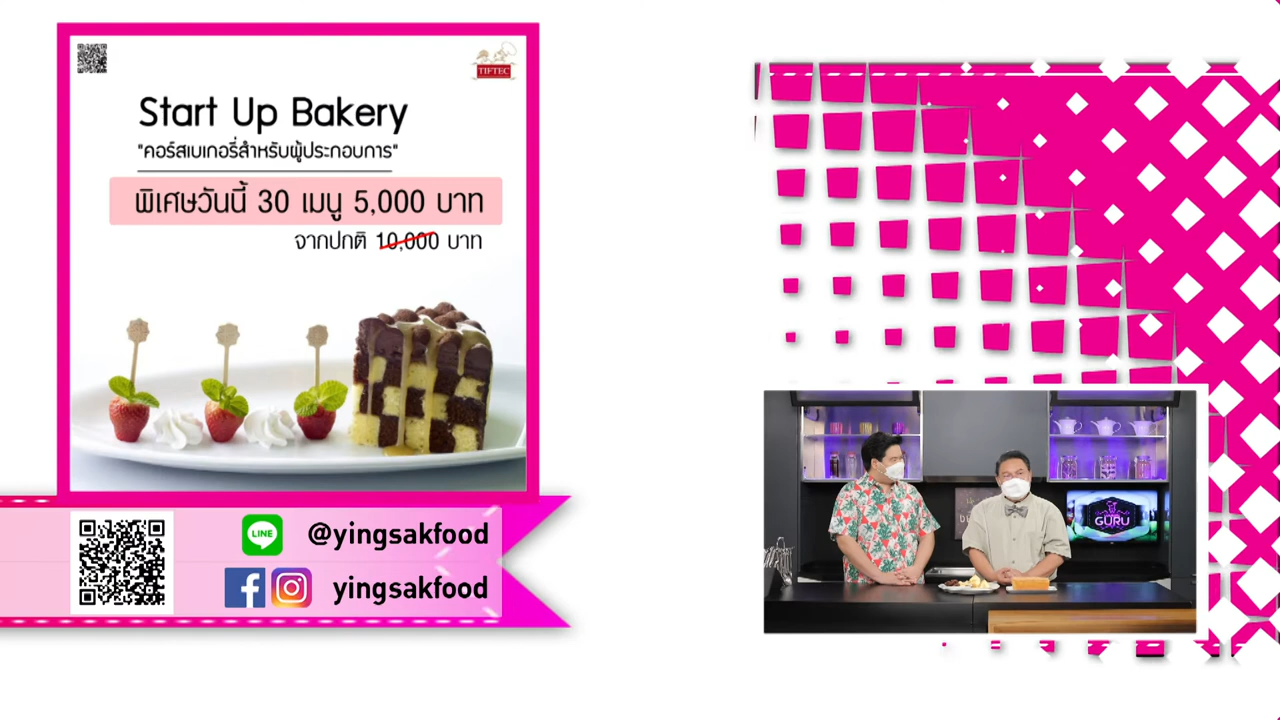 TIFTEC
Start Up Bakery
"คอร์สเบเกอรี่สำหรับผู้ประกอบการ"
พิเศษวันนี้ 30 เมนู 5,000 บาท
จากปกติ 10,000 บาท
LINE
@yingsakfood
yingsakfood
GURU